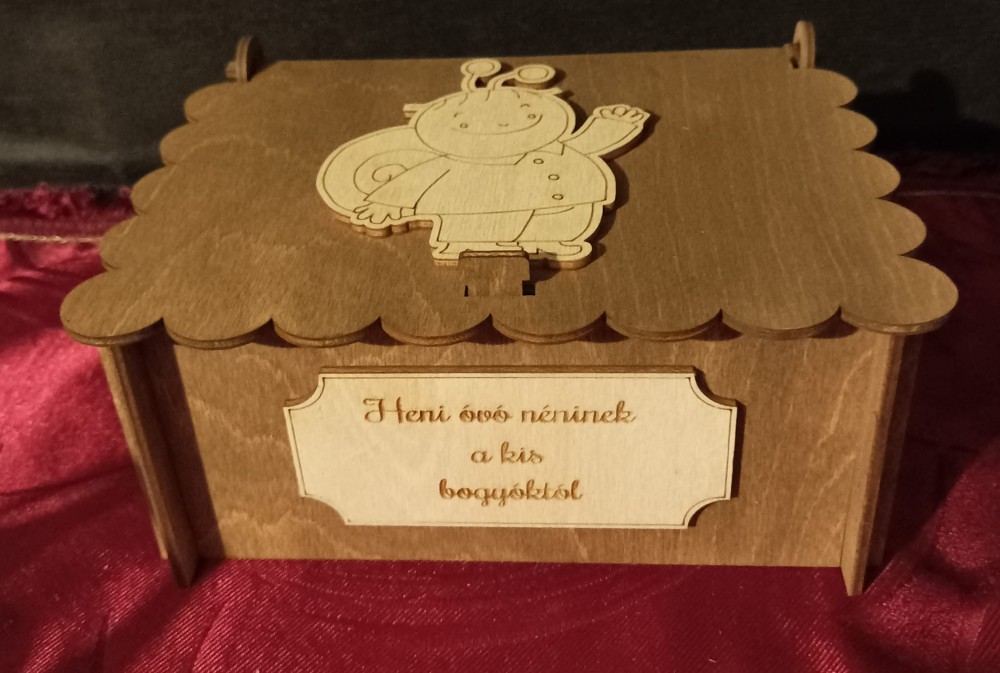 Heni óvó néninek
a kis
bogyóktól